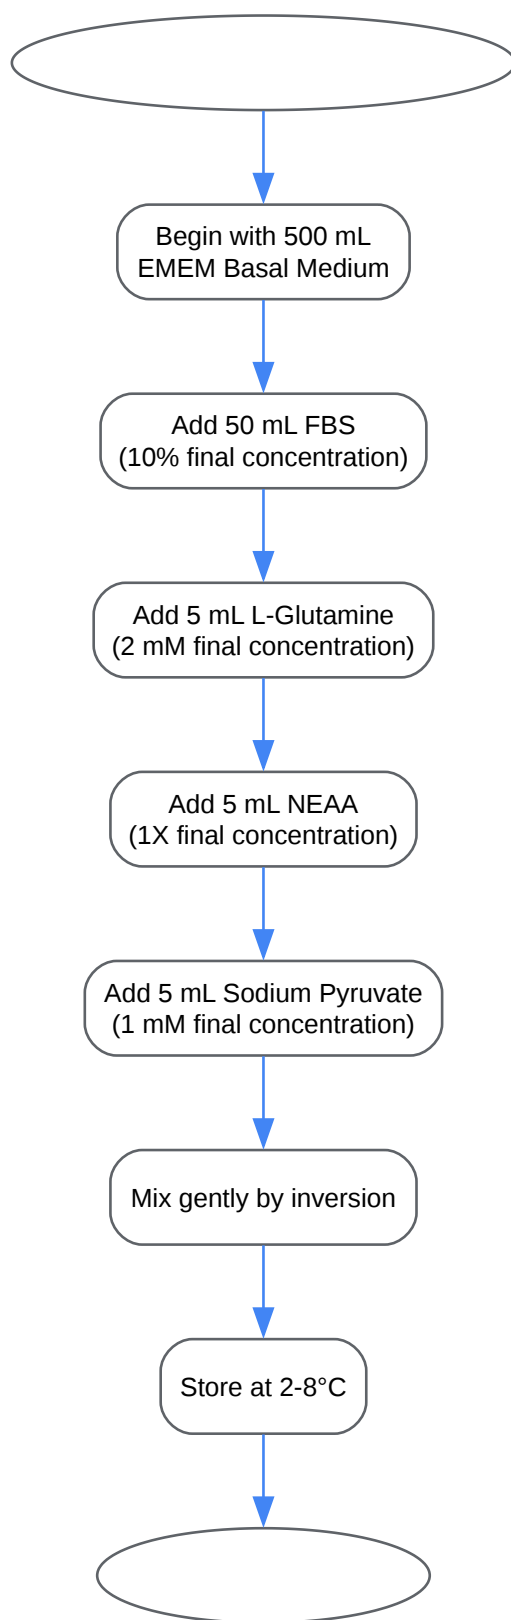 Begin with 500 mL
EMEM Basal Medium
Add 50 mL FBS
(10% final concentration)
Add 5 mL L-Glutamine
(2 mM final concentration)
Add 5 mL NEAA
(1X final concentration)
Add 5 mL Sodium Pyruvate
(1 mM final concentration)
Mix gently by inversion
Store at 2-8°C